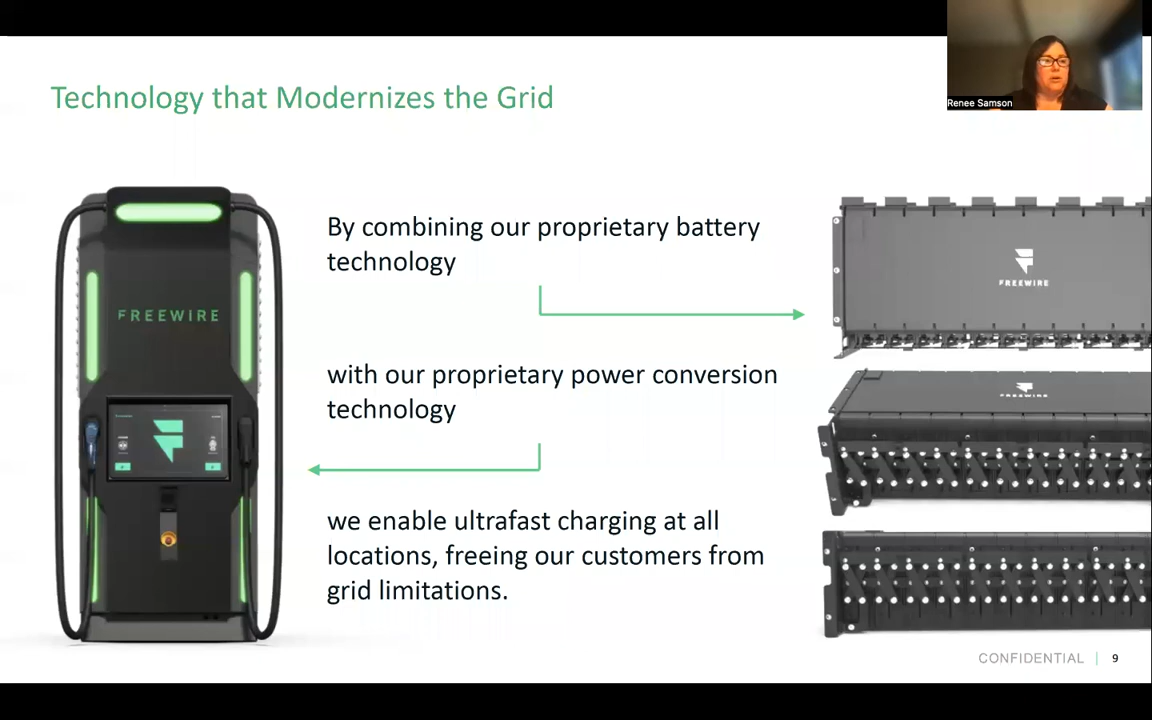 Technology that Modernizes the Grid
Renee Samson
By combining our proprietary battery
technology
FREEWIRE
FREEWIRE
with our proprietary power conversion
technology
FREEWIRE
we enable ultrafast charging at all
locations, freeing our customers from
grid limitations.
CONFIDENTIAL | 9